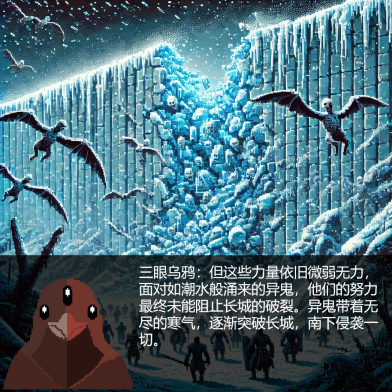 三眼乌鸦：但这些力量依旧微弱无力，
面对如潮水般涌来的异鬼，他们的努力
最终未能阻止长城的破裂。异鬼带着无
尽的寒气，逐渐突破长城，南下侵袭一
切。